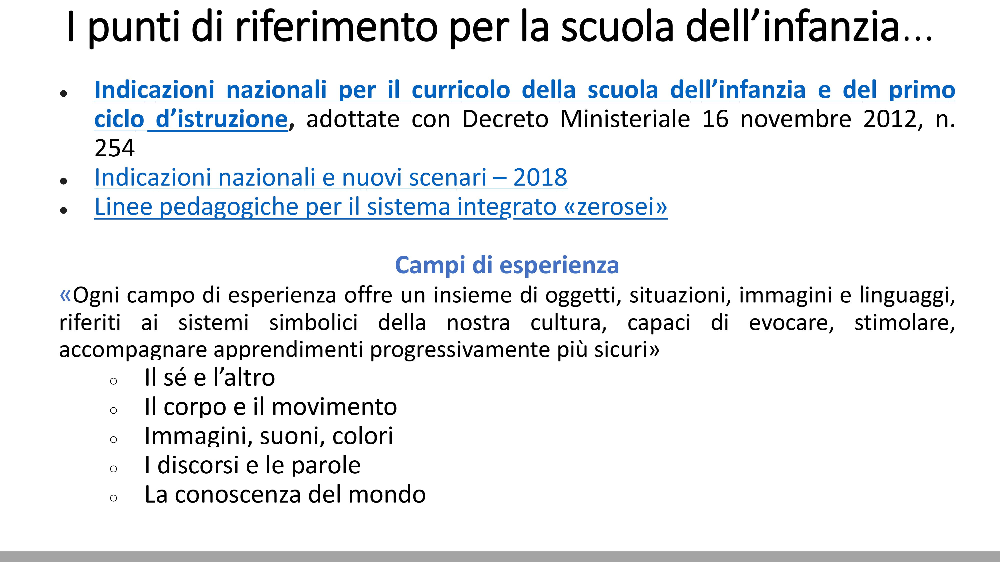 I punti di riferimento per la scuola dell’infanzia…
• Indicazioni nazionali per il curricolo della scuola dell’infanzia e del primo
ciclo d’istruzione, adottate con Decreto Ministeriale 16 novembre 2012, n.
254
• Indicazioni nazionali e nuovi scenari – 2018
• Linee pedagogiche per il sistema integrato «zerosei»
Campi di esperienza
«Ogni campo di esperienza offre un insieme di oggetti, situazioni, immagini e linguaggi,
riferiti ai sistemi simbolici della nostra cultura, capaci di evocare, stimolare,
accompagnare apprendimenti progressivamente più sicuri»
○ Il sé e l’altro
○ Il corpo e il movimento
○ Immagini, suoni, colori
○ I discorsi e le parole
○ La conoscenza del mondo